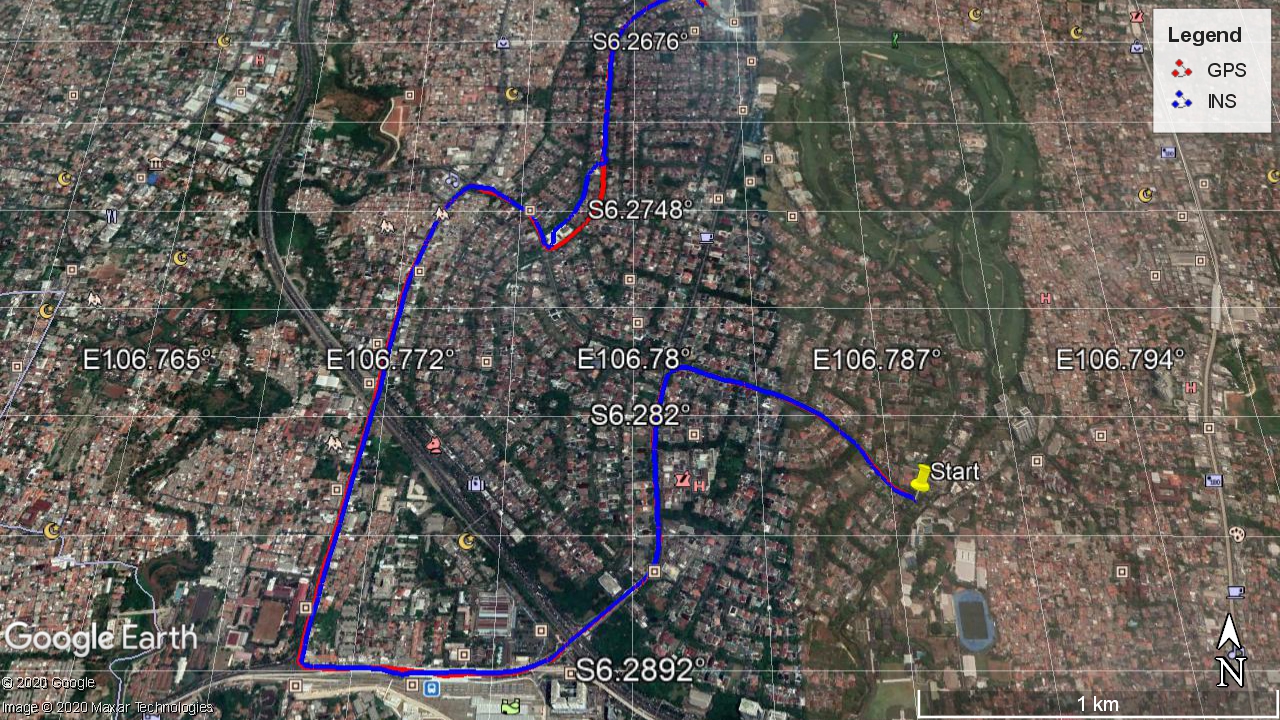 S6.2676°
Legend
GPS
INS
S6.2748°
E106.765°
E106.772°
E106.78°
E106.787°
E106.794°
S6.282°
Start
Google Earth
S6.2892°
N
© 2020 Google
Image © 2020 Maxar Technologies
1 km